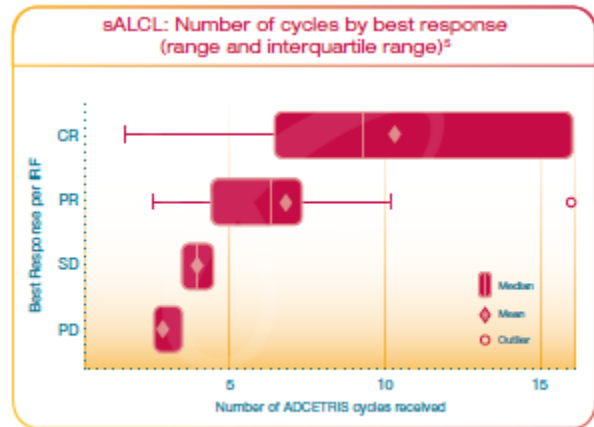 sALCL: Number of cycles by best response
(range and interquartile range)⁵
Best Response per IRF
CR
PR
SD
PD
Median
Mean
Outlier
5 10 15
Number of ADCETRIS cycles received